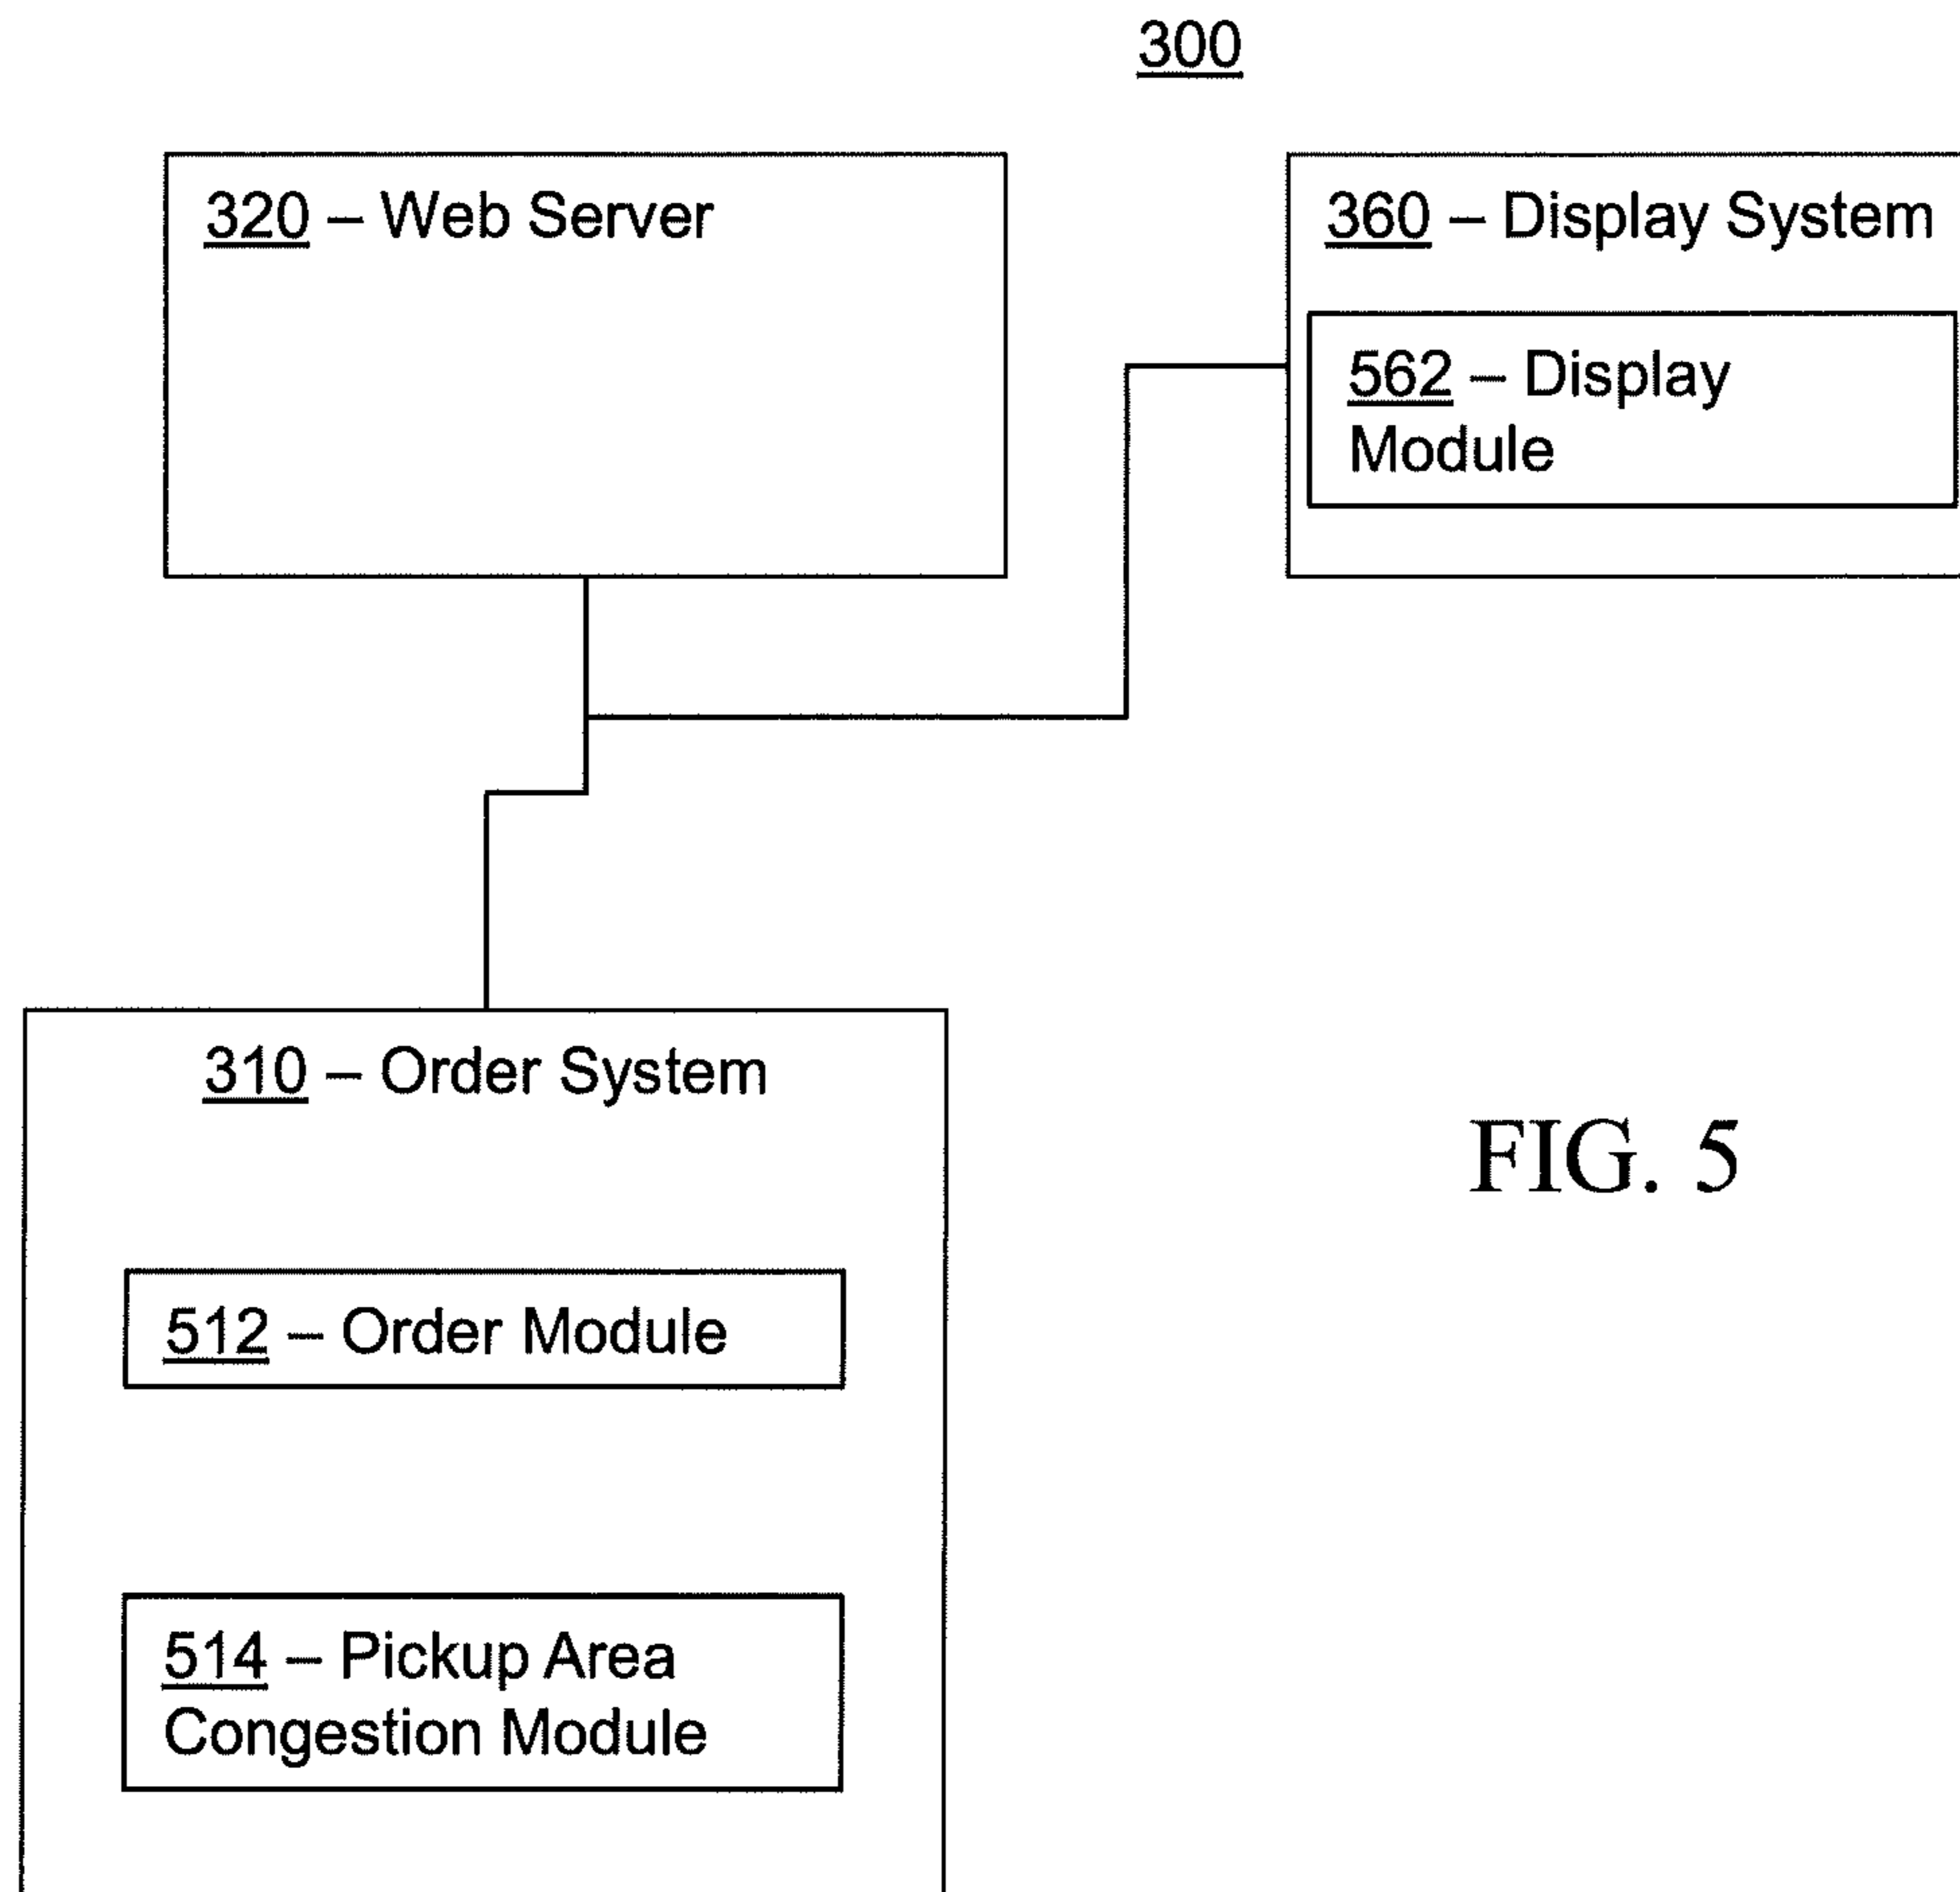 300
320 – Web Server
360 – Display System
562 – Display
Module
310 – Order System
512 – Order Module
514 – Pickup Area
Congestion Module
FIG. 5